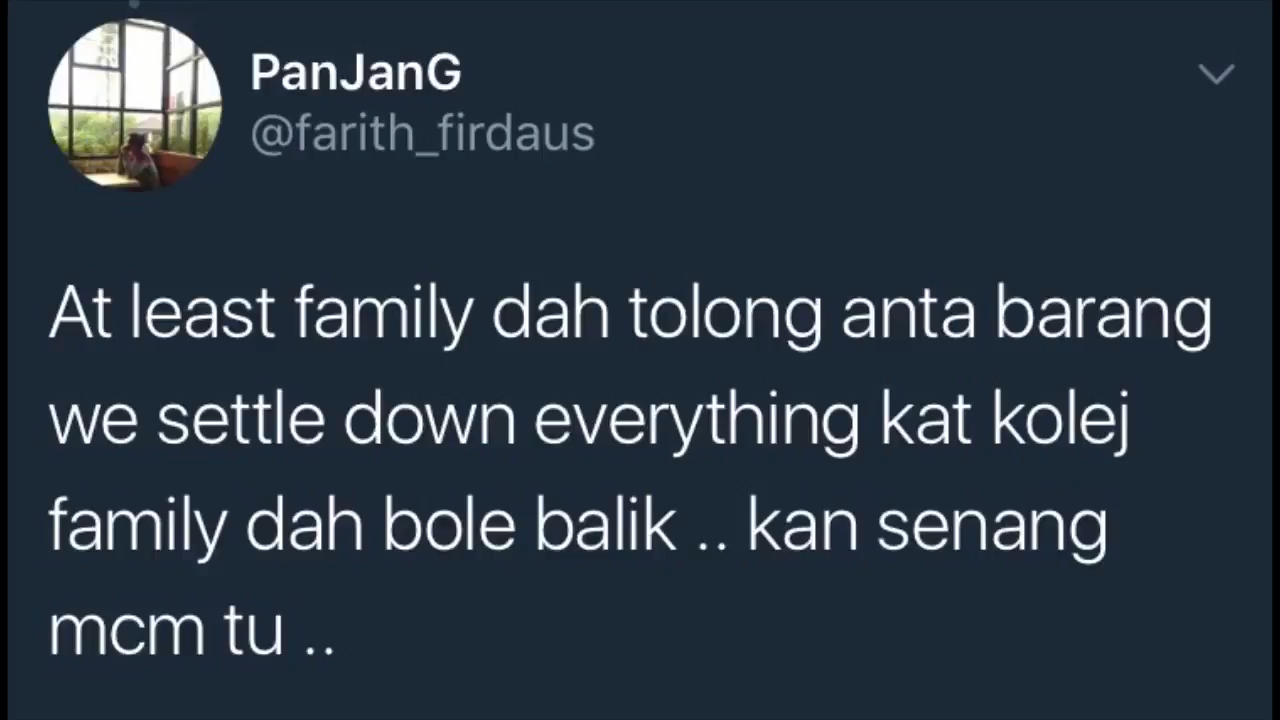 PanJanG
@farith_firdaus
At least family dah tolong anta barang
we settle down everything kat kolej
family dah bole balik .. kan senang
mcm tu ..